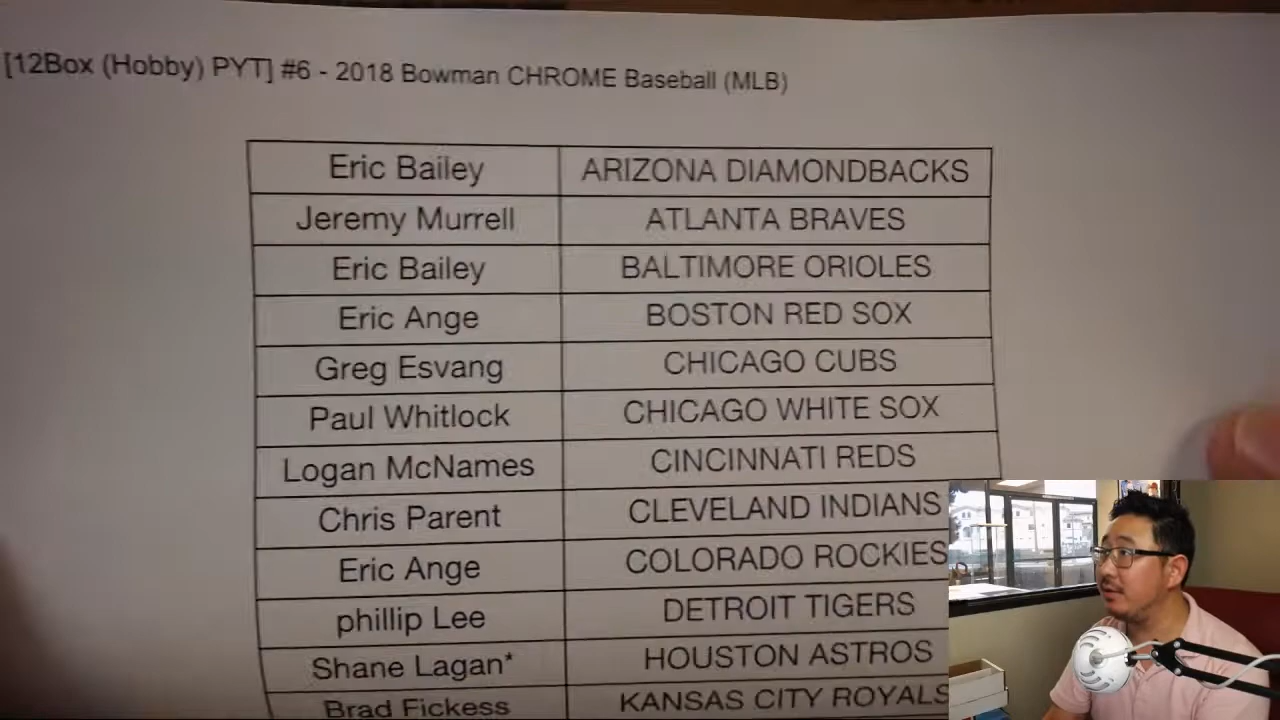 [12Box (Hobby) PYT] #6 - 2018 Bowman CHROME Baseball (MLB)
Eric Bailey ARIZONA DIAMONDBACKS
Jeremy Murrell ATLANTA BRAVES
Eric Bailey BALTIMORE ORIOLES
Eric Ange BOSTON RED SOX
Greg Esvang CHICAGO CUBS
Paul Whitlock CHICAGO WHITE SOX
Logan McNames CINCINNATI REDS
Chris Parent CLEVELAND INDIANS
Eric Ange COLORADO ROCKIES
phillip Lee DETROIT TIGERS
Shane Lagan* HOUSTON ASTROS
Brad Fickess KANSAS CITY ROYALS